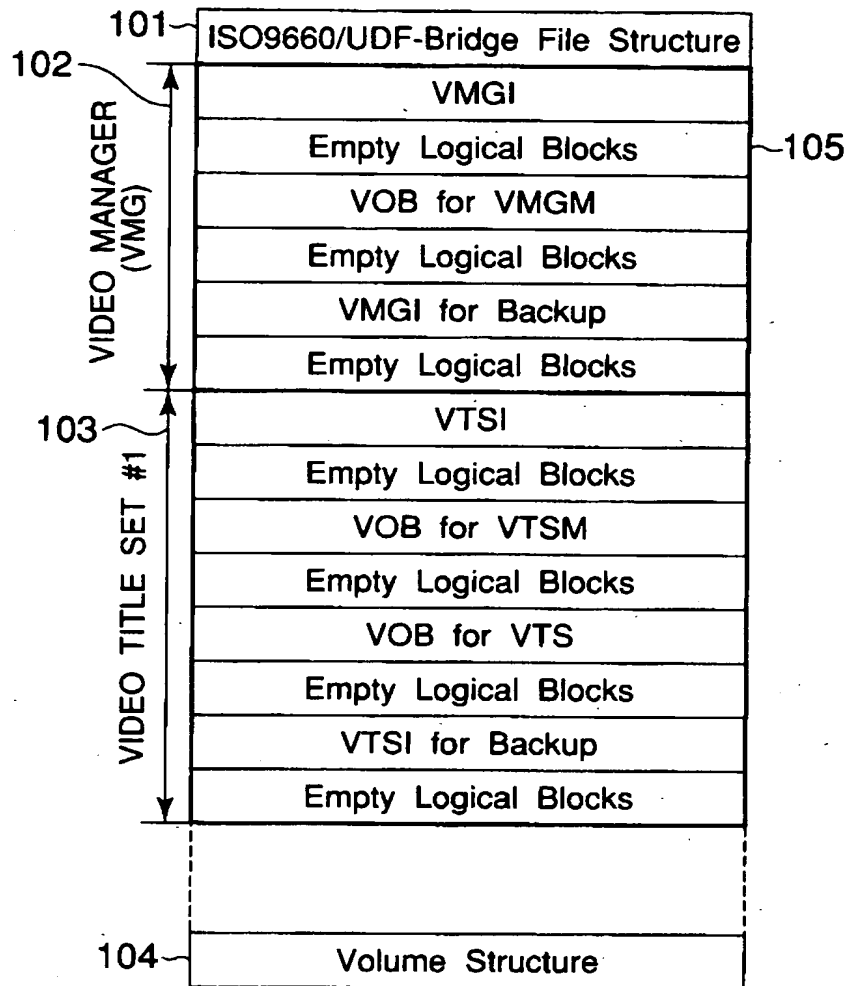 101
ISO9660/UDF-Bridge File Structure
102
VIDEO MANAGER
(VMG)
VMGI
Empty Logical Blocks
105
VOB for VMGM
Empty Logical Blocks
VMGI for Backup
Empty Logical Blocks
103
VIDEO TITLE SET #1
VTSI
Empty Logical Blocks
VOB for VTSM
Empty Logical Blocks
VOB for VTS
Empty Logical Blocks
VTSI for Backup
Empty Logical Blocks
104
Volume Structure